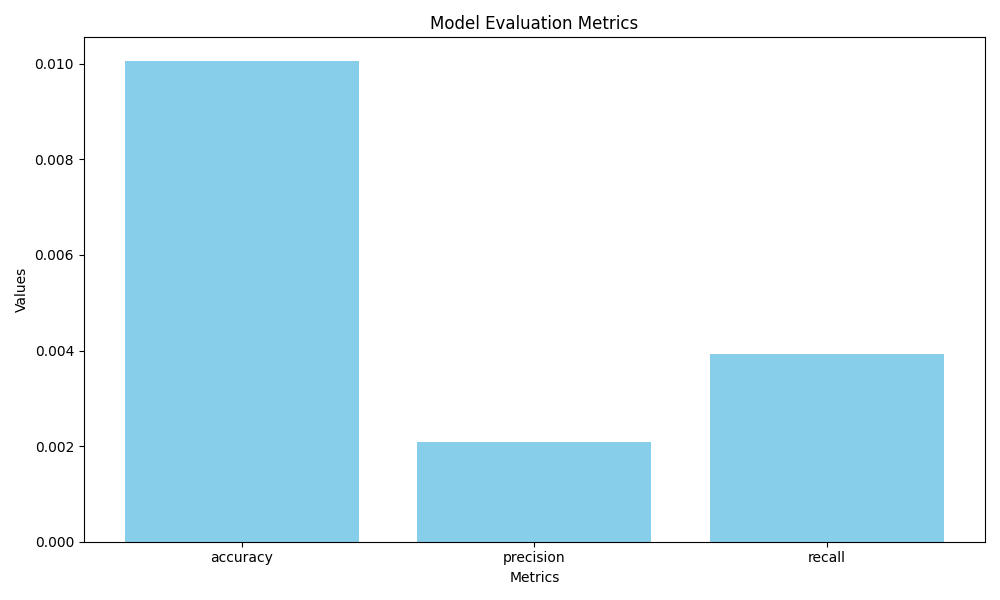 Model Evaluation Metrics
Values
0.010
0.008
0.006
0.004
0.002
0.000
accuracy precision recall
Metrics